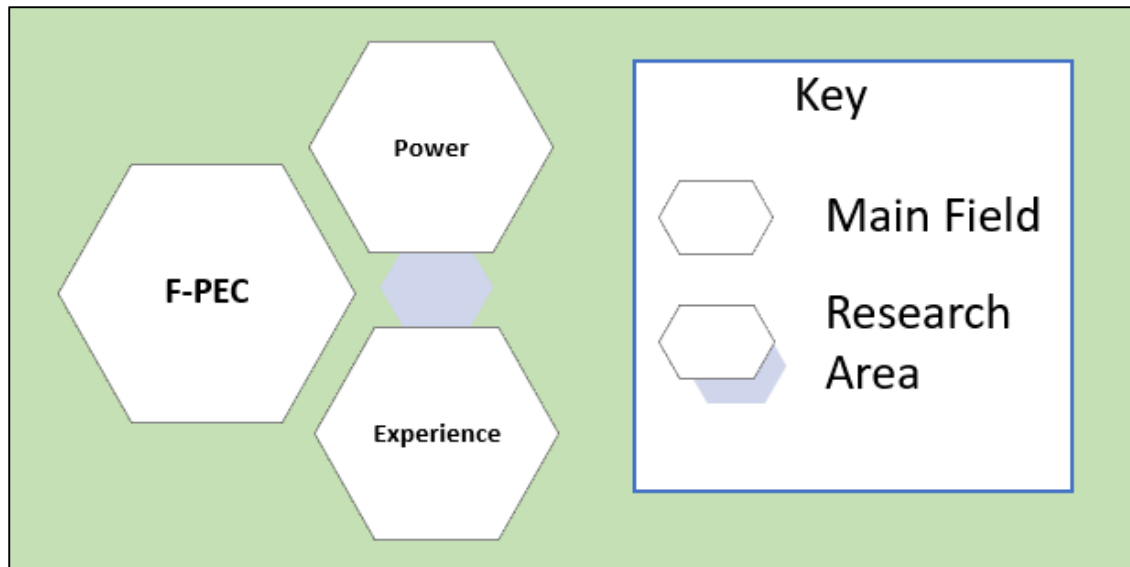 Power
F-PEC
Experience
Key
Main Field
Research
Area